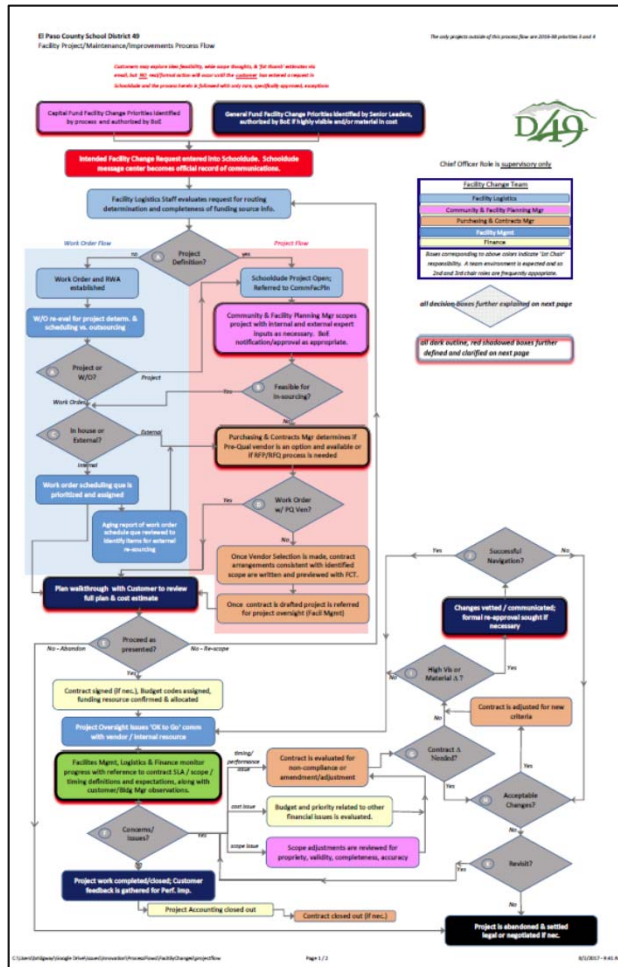 El Paso County School District 49
Facility Project/Maintenance/Improvements Process Flow
The only projects outside of this process flow are 2016-3B priorities 3 and 4
Customers may explore idea feasibility, wide scope thoughts, & 'fat thumb' estimates via
email, but NO real/formal action will occur until the customer has entered a request in
Schooldude and the process herein is followed with only rare, specifically approved, exceptions
Capital Fund Facility Change Priorities identified
by process and authorized by BoE
General Fund Facility Change Priorities identified by Senior Leaders,
authorized by BoE if highly visible and/or material in cost
D49
Intended Facility Change Request entered into Schooldude. Schooldude
message center becomes official record of communications.
Chief Officer Role is supervisory only
Facility Logistics Staff evaluates request for routing
determination and completeness of funding source info.
Facility Change Team
Facility Logistics
Community & Facility Planning Mgr
Purchasing & Contracts Mgr
Facility Mgmt
Finance
Boxes corresponding to above colors indicate "1st Chair"
responsibility. A team environment is expected and so
2nd and 3rd chair roles are frequently appropriate.
all decision boxes further explained on next page
all dark outline, red shadowed boxes further
defined and clarified on next page
Work Order Flow
Project Flow
no
Project
Definition?
yes
Work Order and RWA
established
Schooldude Project Open;
Referred to CommFacPln
W/O re-eval for project determ. &
scheduling vs. outsourcing
Community & Facility Planning Mgr scopes
project with internal and external expert
inputs as necessary. BoE
notification/approval as appropriate.
Project or
W/O?
Project
Yes
Feasible for
In-sourcing?
No
Work Order
In house or
External?
External
Internal
Purchasing & Contracts Mgr determines if
Pre-Qual vendor is an option and available or
if RFP/RFQ process is needed
Work order scheduling que is
prioritized and assigned
Yes
Work Order
w/ PQ Ven?
No
Aging report of work order
schedule que reviewed to
identify items for external
re-sourcing
Once Vendor Selection is made, contract
arrangements consistent with identified
scope are written and previewed with FCT.
Plan walkthrough with Customer to review
full plan & cost estimate
Once contract is drafted project is referred
for project oversight (Facil Mgmt)
Yes
Successful
Navigation?
No
Changes vetted / communicated;
formal re-approval sought if
necessary
No - Abandon
Proceed as
presented?
No - Re-scope
Yes
Yes
High Vis or
Material Δ ?
No
Contract signed (if nec.), Budget codes assigned,
funding resource confirmed & allocated
Contract is adjusted for new
criteria
Project Oversight Issues 'OK to Go' comm
with vendor / internal resource
No
Yes
Contract Δ
Needed?
Yes
Facilites Mgmt, Logistics & Finance monitor
progress with reference to contract SLA / scope /
timing definitions and expectations, along with
customer/Bldg Mgr observations.
timing/
performance
issue
Contract is evaluated for
non-compliance or
amendment/adjustment
Acceptable
Changes?
No
cost issue
Budget and priority related to other
financial issues is evaluated.
Concerns/
Issues?
Yes
scope issue
Scope adjustments are reviewed for
propriety, validity, completeness, accuracy
Yes
Revisit?
No
Project work completed/closed; Customer
feedback is gathered for Perf. Imp.
Project Accounting closed out
Contract closed out (if nec.)
Project is abandoned & settled
legal or negotiated if nec.
Page 1 / 2